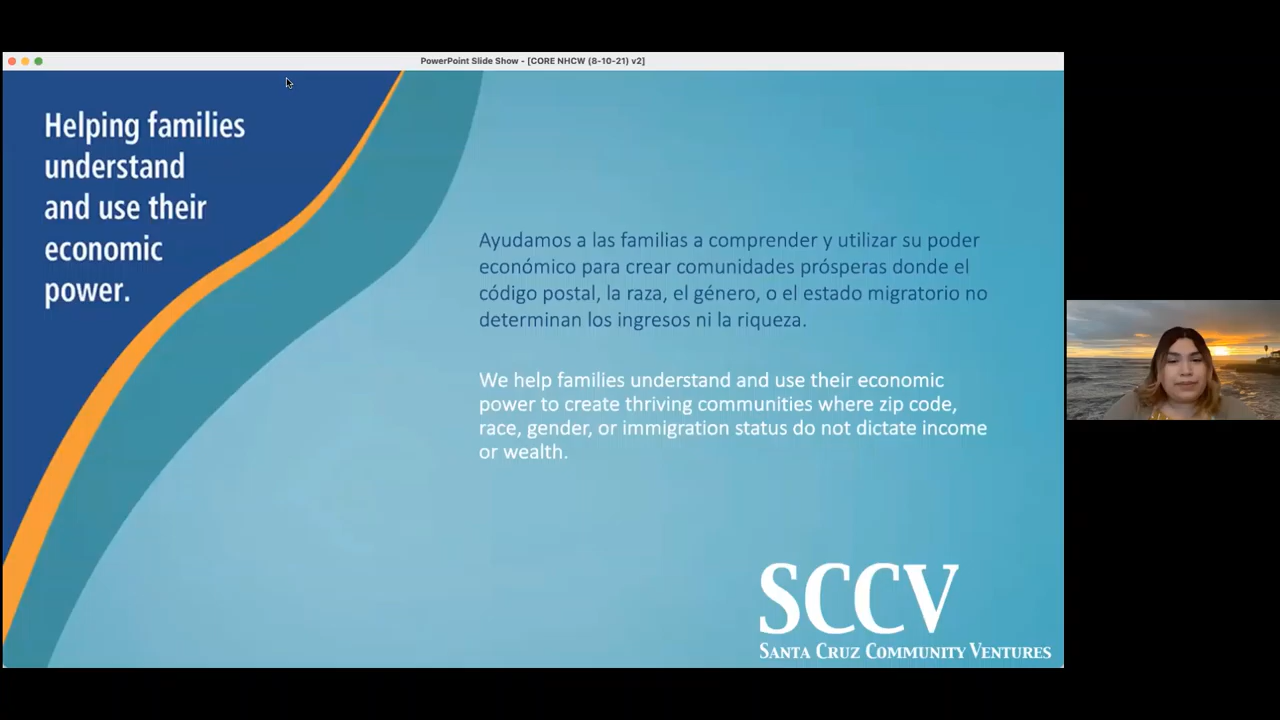 PowerPoint Slide Show - [CORE NHCW (8-10-21) v2]
Helping families
understand
and use their
economic
power.
Ayudamos a las familias a comprender y utilizar su poder
económico para crear comunidades prósperas donde el
código postal, la raza, el género, o el estado migratorio no
determinan los ingresos ni la riqueza.
We help families understand and use their economic
power to create thriving communities where zip code,
race, gender, or immigration status do not dictate income
or wealth.
SCCV
SANTA CRUZ COMMUNITY VENTURES